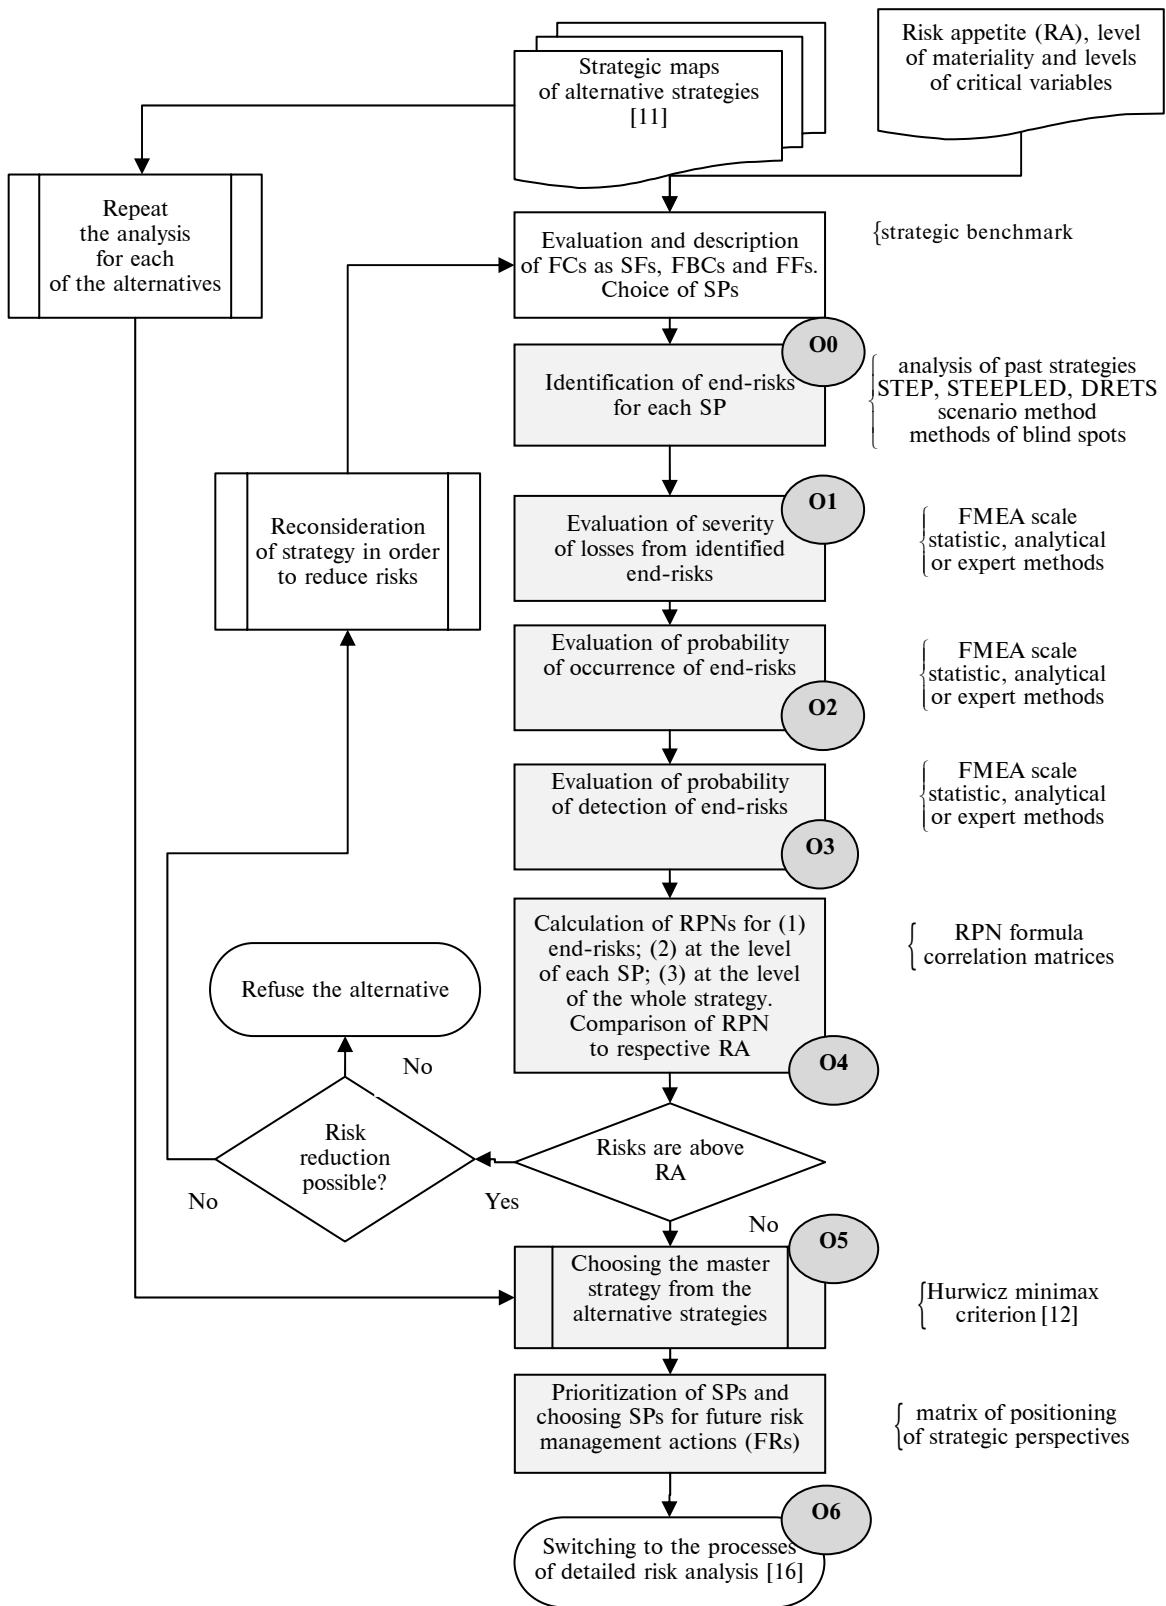 Strategic maps
of alternative strategies
[11]
Risk appetite (RA), level
of materiality and levels
of critical variables
Repeat
the analysis
for each
of the alternatives
Evaluation and description
of FCs as SFs, FBCs and FFs.
Choice of SPs
{strategic benchmark
O0
Identification of end-risks
for each SP
analysis of past strategies
STEP, STEEPLED, DRETS
scenario method
methods of blind spots
O1
Evaluation of severity
of losses from identified
end-risks
FMEA scale
statistic, analytical
or expert methods
Reconsideration
of strategy in order
to reduce risks
Evaluation of probability
of occurrence of end-risks
O2
FMEA scale
statistic, analytical
or expert methods
Evaluation of probability
of detection of end-risks
O3
FMEA scale
statistic, analytical
or expert methods
Calculation of RPNs for (1)
end-risks; (2) at the level
of each SP; (3) at the level
of the whole strategy.
Comparison of RPN
to respective RA
O4
RPN formula
correlation matrices
Refuse the alternative
No
Risk
reduction
possible?
No
Yes
Risks are above
RA
No
O5
Choosing the master
strategy from the
alternative strategies
Hurwicz minimax
criterion [12]
Prioritization of SPs and
choosing SPs for future risk
management actions (FRs)
matrix of positioning
of strategic perspectives
O6
Switching to the processes
of detailed risk analysis [16]